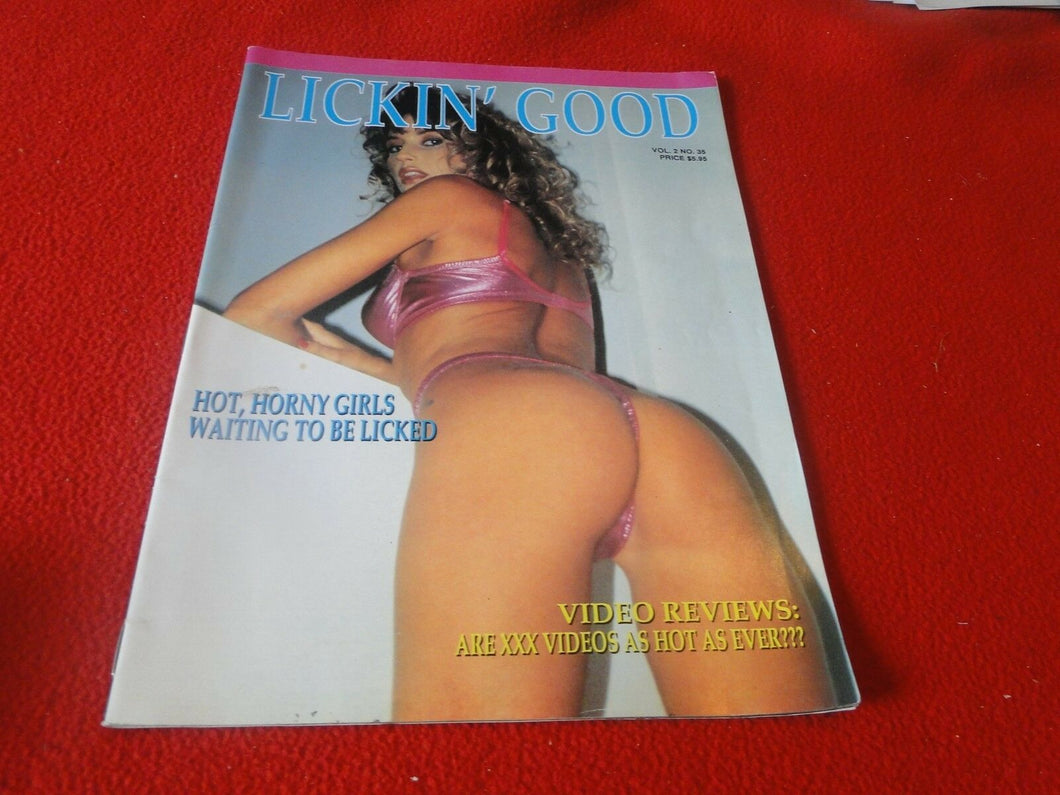 LICKIN' GOOD
VOL. 2 NO. 35
PRICE $5.95
HOT, HORNY GIRLS
WAITING TO BE LICKED
VIDEO REVIEWS:
ARE XXX VIDEOS AS HOT AS EVER???